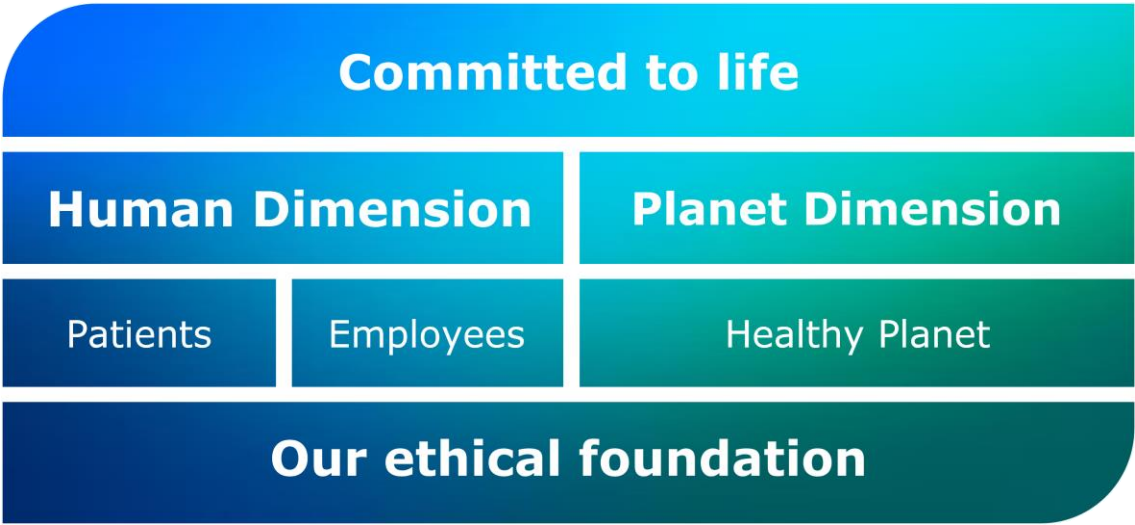 Committed to life
Human Dimension
Planet Dimension
Patients
Employees
Healthy Planet
Our ethical foundation